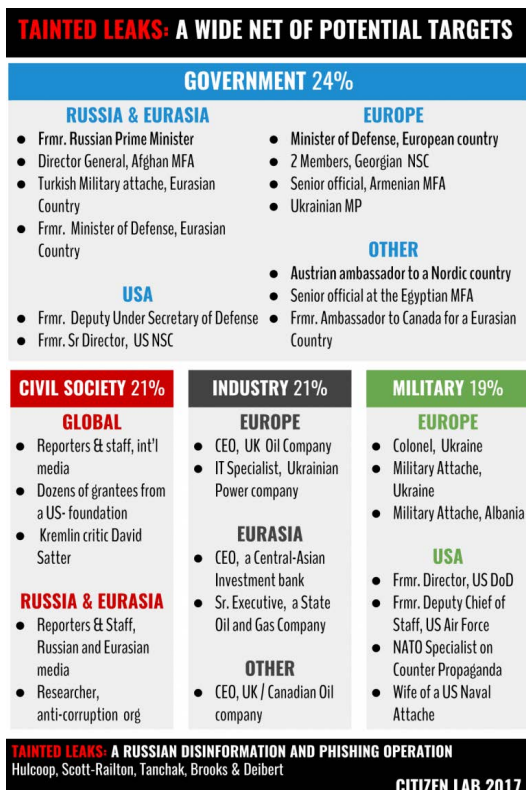 TAINTED LEAKS: A WIDE NET OF POTENTIAL TARGETS
GOVERNMENT 24%
RUSSIA & EURASIA
● Frmr. Russian Prime Minister
● Director General, Afghan MFA
● Turkish Military attache, Eurasian
Country
● Frmr. Minister of Defense, Eurasian
Country
USA
● Frmr. Deputy Under Secretary of Defense
● Frmr. Sr Director, US NSC
EUROPE
● Minister of Defense, European country
● 2 Members, Georgian NSC
● Senior official, Armenian MFA
● Ukrainian MP
OTHER
● Austrian ambassador to a Nordic country
● Senior official at the Egyptian MFA
● Frmr. Ambassador to Canada for a Eurasian
Country
CIVIL SOCIETY 21%
GLOBAL
● Reporters & staff, int'l
media
● Dozens of grantees from
a US- foundation
● Kremlin critic David
Satter
RUSSIA & EURASIA
● Reporters & Staff,
Russian and Eurasian
media
● Researcher,
anti-corruption org
INDUSTRY 21%
EUROPE
● CEO, UK Oil Company
● IT Specialist, Ukrainian
Power company
EURASIA
● CEO, a Central-Asian
Investment bank
● Sr. Executive, a State
Oil and Gas Company
OTHER
● CEO, UK / Canadian Oil
company
MILITARY 19%
EUROPE
● Colonel, Ukraine
● Military Attache,
Ukraine
● Military Attache, Albania
USA
● Frmr. Director, US DoD
● Frmr. Deputy Chief of
Staff, US Air Force
● NATO Specialist on
Counter Propaganda
● Wife of a US Naval
Attache
TAINTED LEAKS: A RUSSIAN DISINFORMATION AND PHISHING OPERATION
Hulcoop, Scott-Railton, Tanchak, Brooks & Deibert
CITIZEN LAB 2017